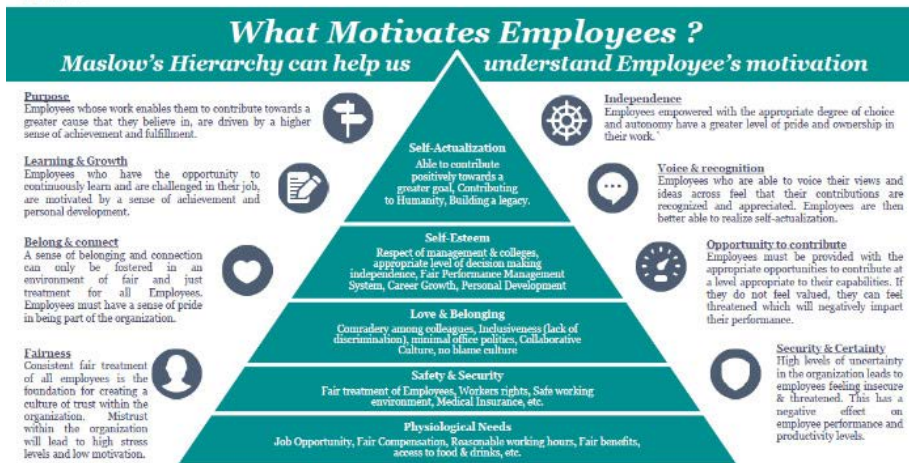 What Motivates Employees ?
Maslow's Hierarchy can help us understand Employee's motivation
Purpose
Employees whose work enables them to contribute towards a
greater cause that they believe in, are driven by a higher
sense of achievement and fulfillment.
Learning & Growth
Employees who have the opportunity to
continuously learn and are challenged in their job,
are motivated by a sense of achievement and
personal development.
Belong & connect
A sense of belonging and connection
can only be fostered in an
environment of fair and just
treatment for all Employees.
Employees must have a sense of pride
in being part of the organization.
Fairness
Consistent fair treatment
of all employees is the
foundation for creating a
culture of trust within the
organization. Mistrust
within the organization
will lead to high stress
levels and low motivation.
Self-Actualization
Able to contribute
positively towards a
greater goal, Contributing
to Humanity, Building a legacy.
Self-Esteem
Respect of management & colleges,
appropriate level of decision making
independence, Fair Performance Management
System, Career Growth, Personal Development
Love & Belonging
Comradery among colleagues, Inclusiveness (lack of
discrimination), minimal office politics, Collaborative
Culture, no blame culture
Safety & Security
Fair treatment of Employees, Workers rights, Safe working
environment, Medical Insurance, etc.
Physiological Needs
Job Opportunity, Fair Compensation, Reasonable working hours, Fair benefits,
access to food & drinks, etc.
Independence
Employees empowered with the appropriate degree of choice
and autonomy have a greater level of pride and ownership in
their work.`
Voice & recognition
Employees who are able to voice their views and
ideas across feel that their contributions are
recognized and appreciated. Employees are then
better able to realize self-actualization.
Opportunity to contribute
Employees must be provided with the
appropriate opportunities to contribute at
a level appropriate to their capabilities. If
they do not feel valued, they can feel
threatened which will negatively impact
their performance.
Security & Certainty
High levels of uncertainty
in the organization leads to
employees feeling insecure
& threatened. This has a
negative effect on
employee performance and
productivity levels.